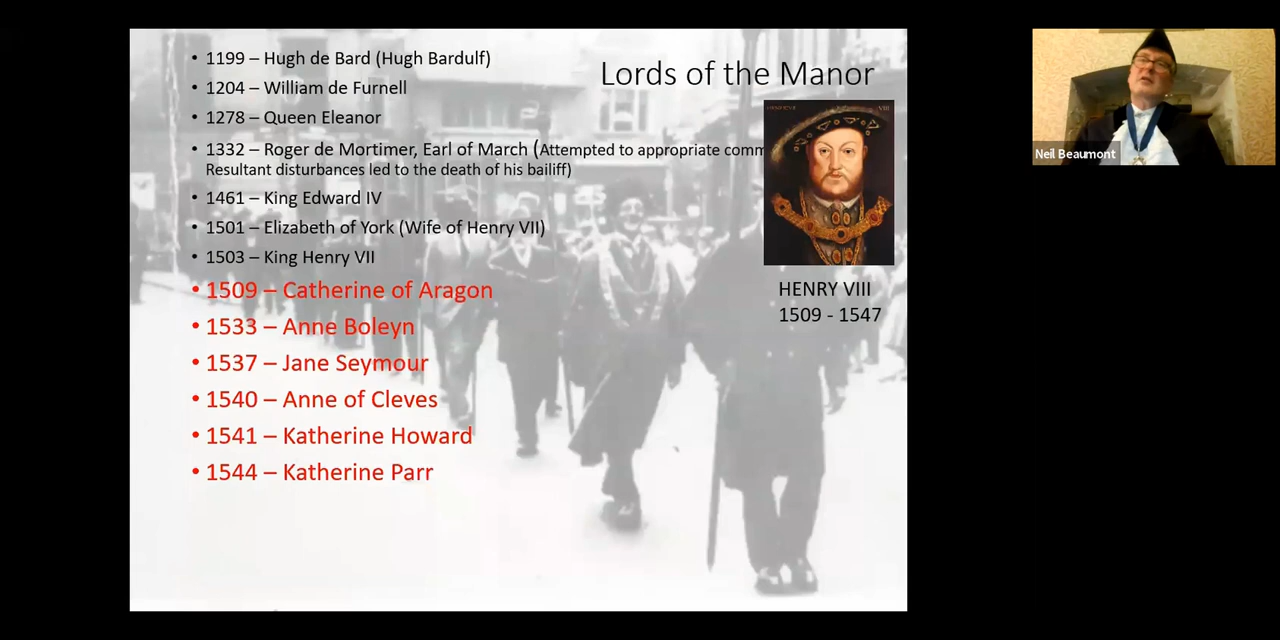 Lords of the Manor
• 1199 – Hugh de Bard (Hugh Bardulf)
• 1204 – William de Furnell
• 1278 – Queen Eleanor
• 1332 – Roger de Mortimer, Earl of March (Attempted to appropriate comm
Resultant disturbances led to the death of his bailiff)
• 1461 – King Edward IV
• 1501 – Elizabeth of York (Wife of Henry VII)
• 1503 – King Henry VII
• 1509 – Catherine of Aragon
• 1533 – Anne Boleyn
• 1537 – Jane Seymour
• 1540 – Anne of Cleves
• 1541 – Katherine Howard
• 1544 – Katherine Parr
HENRY VIII
1509 - 1547
Neil Beaumont